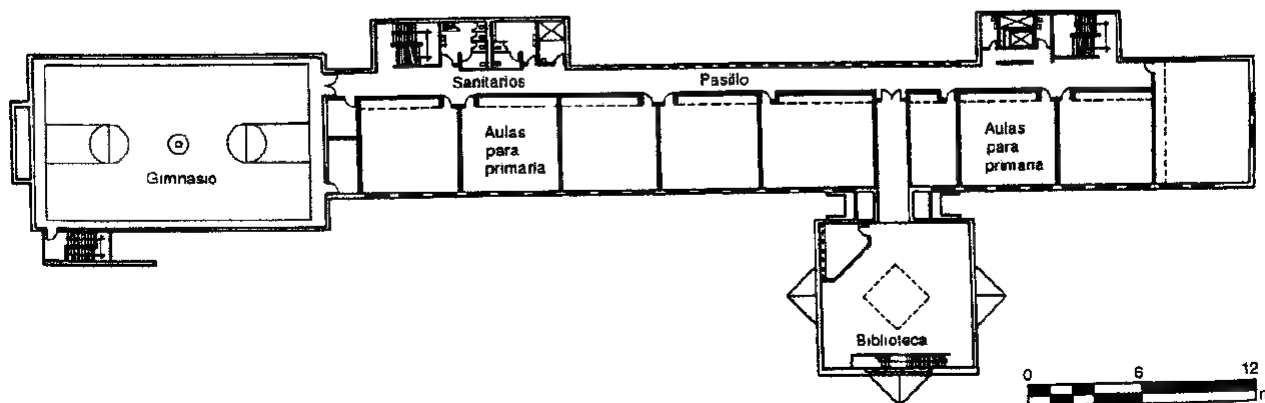 Sanitarios
Pasillo
Aulas
para
primaria
Aulas
para
primaria
Gimnasio
Biblioteca
0 6 12
m